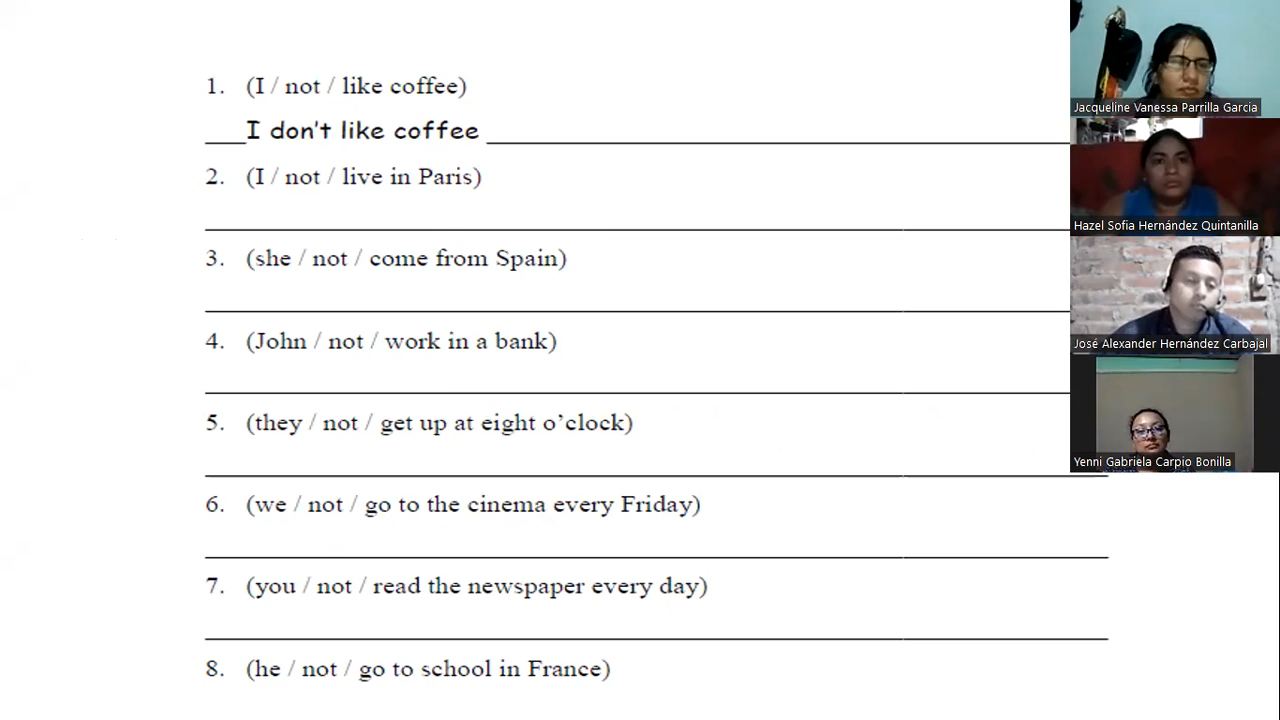 1. (I / not / like coffee)
I don't like coffee
2. (I / not / live in Paris)
3. (she / not / come from Spain)
4. (John / not / work in a bank)
5. (they / not / get up at eight o’clock)
6. (we / not / go to the cinema every Friday)
7. (you / not / read the newspaper every day)
8. (he / not / go to school in France)
Jacqueline Vanessa Parrilla García
Hazel Sofia Hernández Quintanilla
José Alexander Hernández Carbajal
Yenni Gabriela Carpio Bonilla